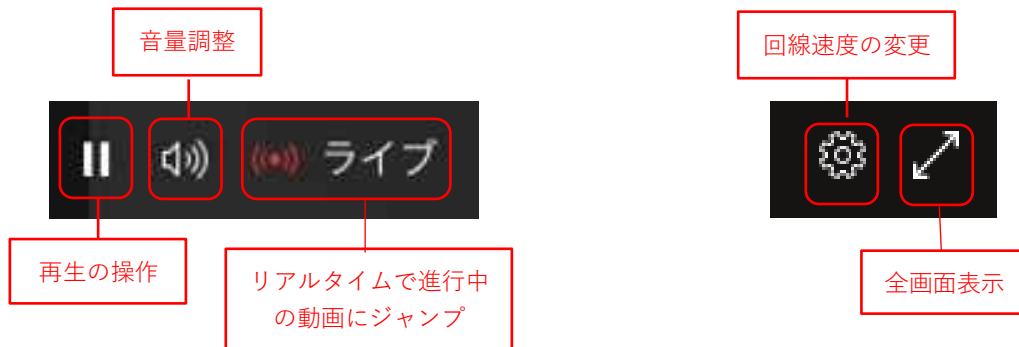 音量調整
回線速度の変更
ライブ
再生の操作
リアルタイムで進行中
の動画にジャンプ
全画面表示